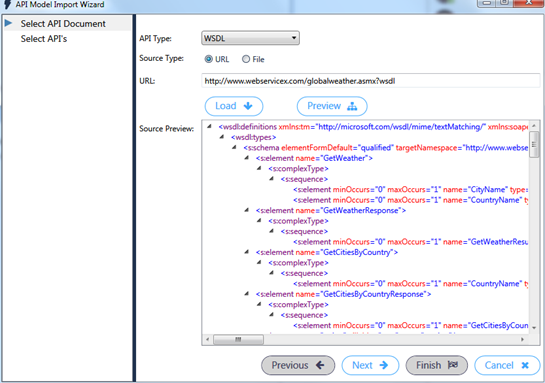 API Model Import Wizard
Select API Document
Select API's
API Type:
WSDL
Source Type:
URL
File
URL:
http://www.webservicex.com/globalweather.asmx?wsdl
Load
Preview
Source Preview:
<wsdl:definitions xmlns:tm="http://microsoft.com/wsdl/mime/textMatching/" xmlns:soape
<wsdl:types>
<s:schema elementFormDefault="qualified" targetNamespace="http://www.webse
<s:element name="GetWeather">
<s:complexType>
<s:sequence>
<s:element minOccurs="0" maxOccurs="1" name="CityName" type=
<s:element minOccurs="0" maxOccurs="1" name="CountryName" ty
<s:element name="GetWeatherResponse">
<s:complexType>
<s:sequence>
<s:element minOccurs="0" maxOccurs="1" name="GetWeatherResu
<s:element name="GetCitiesByCountry">
<s:complexType>
<s:sequence>
<s:element minOccurs="0" maxOccurs="1" name="CountryName" ty
<s:element name="GetCitiesByCountryResponse">
<s:complexType>
<s:sequence>
<s:element minOccurs="0" maxOccurs="1" name="GetCitiesByCoun
Previous
Next
Finish
Cancel